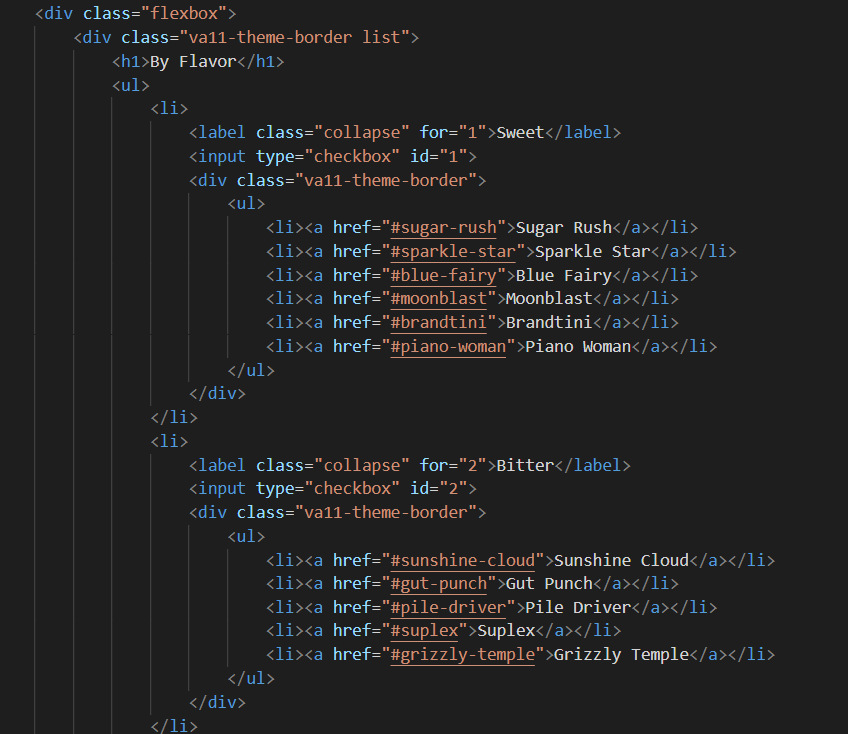 <div class="flexbox">
<div class="va11-theme-border list">
<h1>By Flavor</h1>
<ul>
<li>
<label class="collapse" for="1">Sweet</label>
<input type="checkbox" id="1">
<div class="va11-theme-border">
<ul>
<li><a href="#sugar-rush">Sugar Rush</a></li>
<li><a href="#sparkle-star">Sparkle Star</a></li>
<li><a href="#blue-fairy">Blue Fairy</a></li>
<li><a href="#moonblast">Moonblast</a></li>
<li><a href="#brandtini">Brandtini</a></li>
<li><a href="#piano-woman">Piano Woman</a></li>
</ul>
</div>
</li>
<li>
<label class="collapse" for="2">Bitter</label>
<input type="checkbox" id="2">
<div class="va11-theme-border">
<ul>
<li><a href="#sunshine-cloud">Sunshine Cloud</a></li>
<li><a href="#gut-punch">Gut Punch</a></li>
<li><a href="#pile-driver">Pile Driver</a></li>
<li><a href="#suplex">Suplex</a></li>
<li><a href="#grizzly-temple">Grizzly Temple</a></li>
</ul>
</div>
</li>